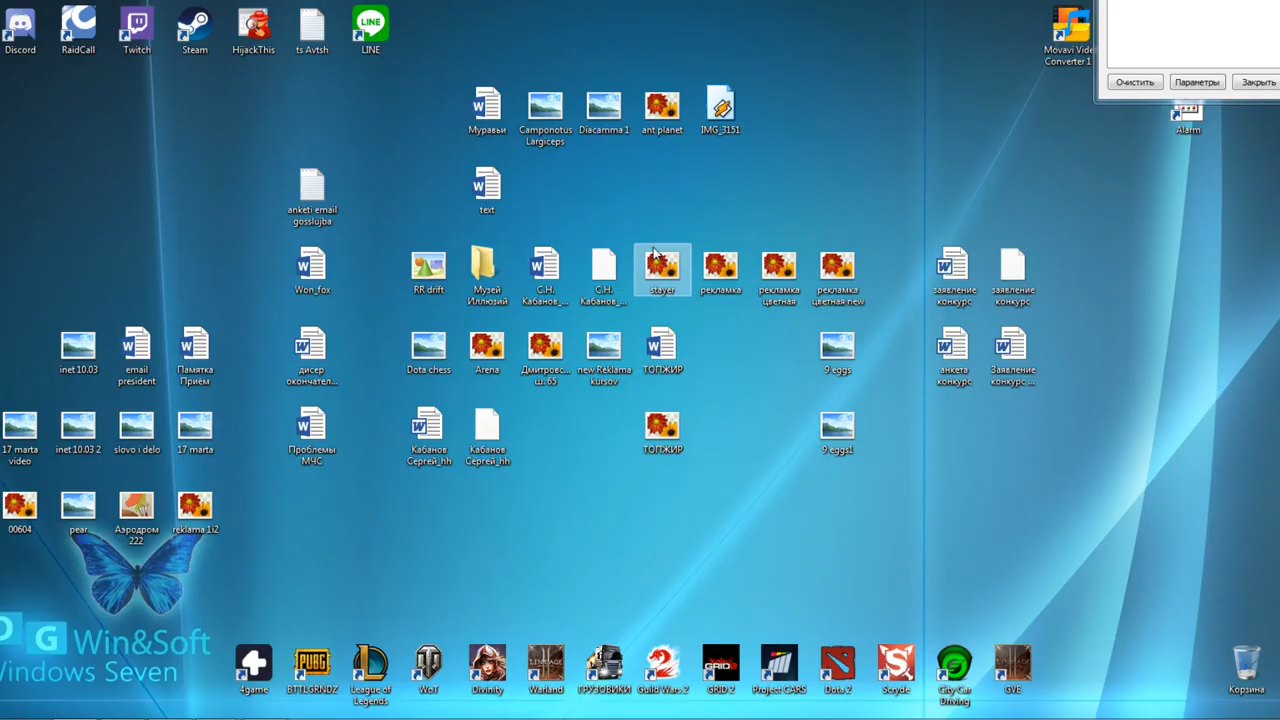 Discord
RaidCall
Twitch
Steam
HijackThis
ts Avtsh
LINE
LINE
Movavi Vide
Converter 1
Очистить
Параметры
Закрыть
Муравьи
Camponotus
Largiceps
Diacamma 1
ant planet
IMG_3151
Alarm
anketi email
gosslujba
text
Won_fox
RR drift
Музей
Иллюзий
С.Н.
Кабанов_...
С.Н.
Кабанов_...
stayer
рекламка
рекламка
цветная
рекламка
цветная new
заявление
конкурс
заявление
конкурс
inet 10.03
email
president
Памятка
Приём
дисер
окончател...
Dota chess
Arena
Дмитровс...
ш. 65
new Reklama
kursov
ТОПЖИР
9 eggs
анкета
конкурс
Заявление
конкурс ...
17 marta
video
inet 10.03 2
slovo i delo
17 marta
Проблемы
МЧС
Кабанов
Сергей_hh
Кабанов
Сергей_hh
ТОПЖИР
9 eggs1
00604
pear
Аэродром
222
reklama 1i2
G Win&Soft
Windows Seven
4game
BTTLGRNDZ
League of
Legends
WoT
Divinity
Warland
ГРУЗОВИКИ
Guild Wars 2
GRID 2
Project CARS
Dota 2
Scryde
City Car
Driving
GVE
Корзина